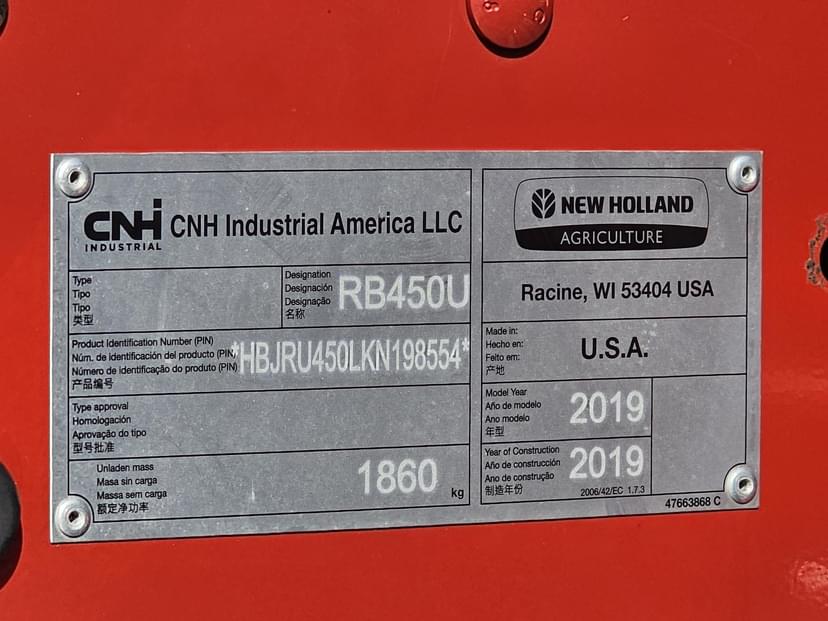 CNH
INDUSTRIAL
CNH Industrial America LLC
Type
Tipo
Tipo
类型
Designation
Designación
Designação
名称
RB450U
Product Identification Number (PIN)
Núm. de identificación del producto (PIN)
Número de identificação do produto (PIN)
产品编号
*HBJRU450LKN198554*
Type approval
Homologación
Aprovação do tipo
型号批准
Unladen mass
Masa sin carga
Massa sem carga
额定净功率
1860
kg
NEW HOLLAND
AGRICULTURE
Racine, WI 53404 USA
Made in:
Hecho en:
Feito em:
产地
U.S.A.
Model Year
Año de modelo
Ano modelo
年型
2019
Year of Construction
Año de construcción
Ano de construção
制造年份
2019
2006/42/EC 1.7.3
47663868 C